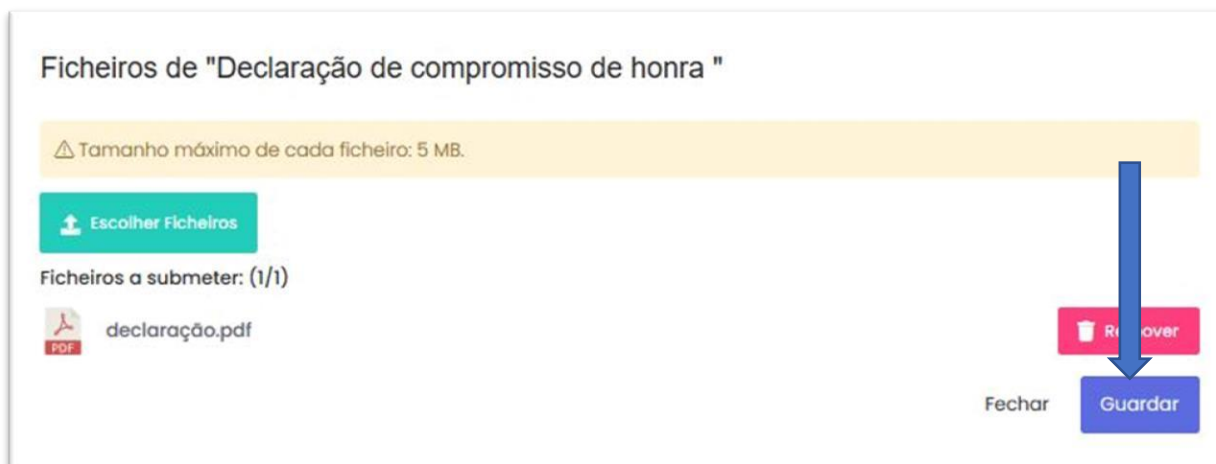 Ficheiros de "Declaração de compromisso de honra "
Tamanho máximo de cada ficheiro: 5 MB.
Escolher Ficheiros
Ficheiros a submeter: (1/1)
PDF
declaração.pdf
Remover
Fechar
Guardar